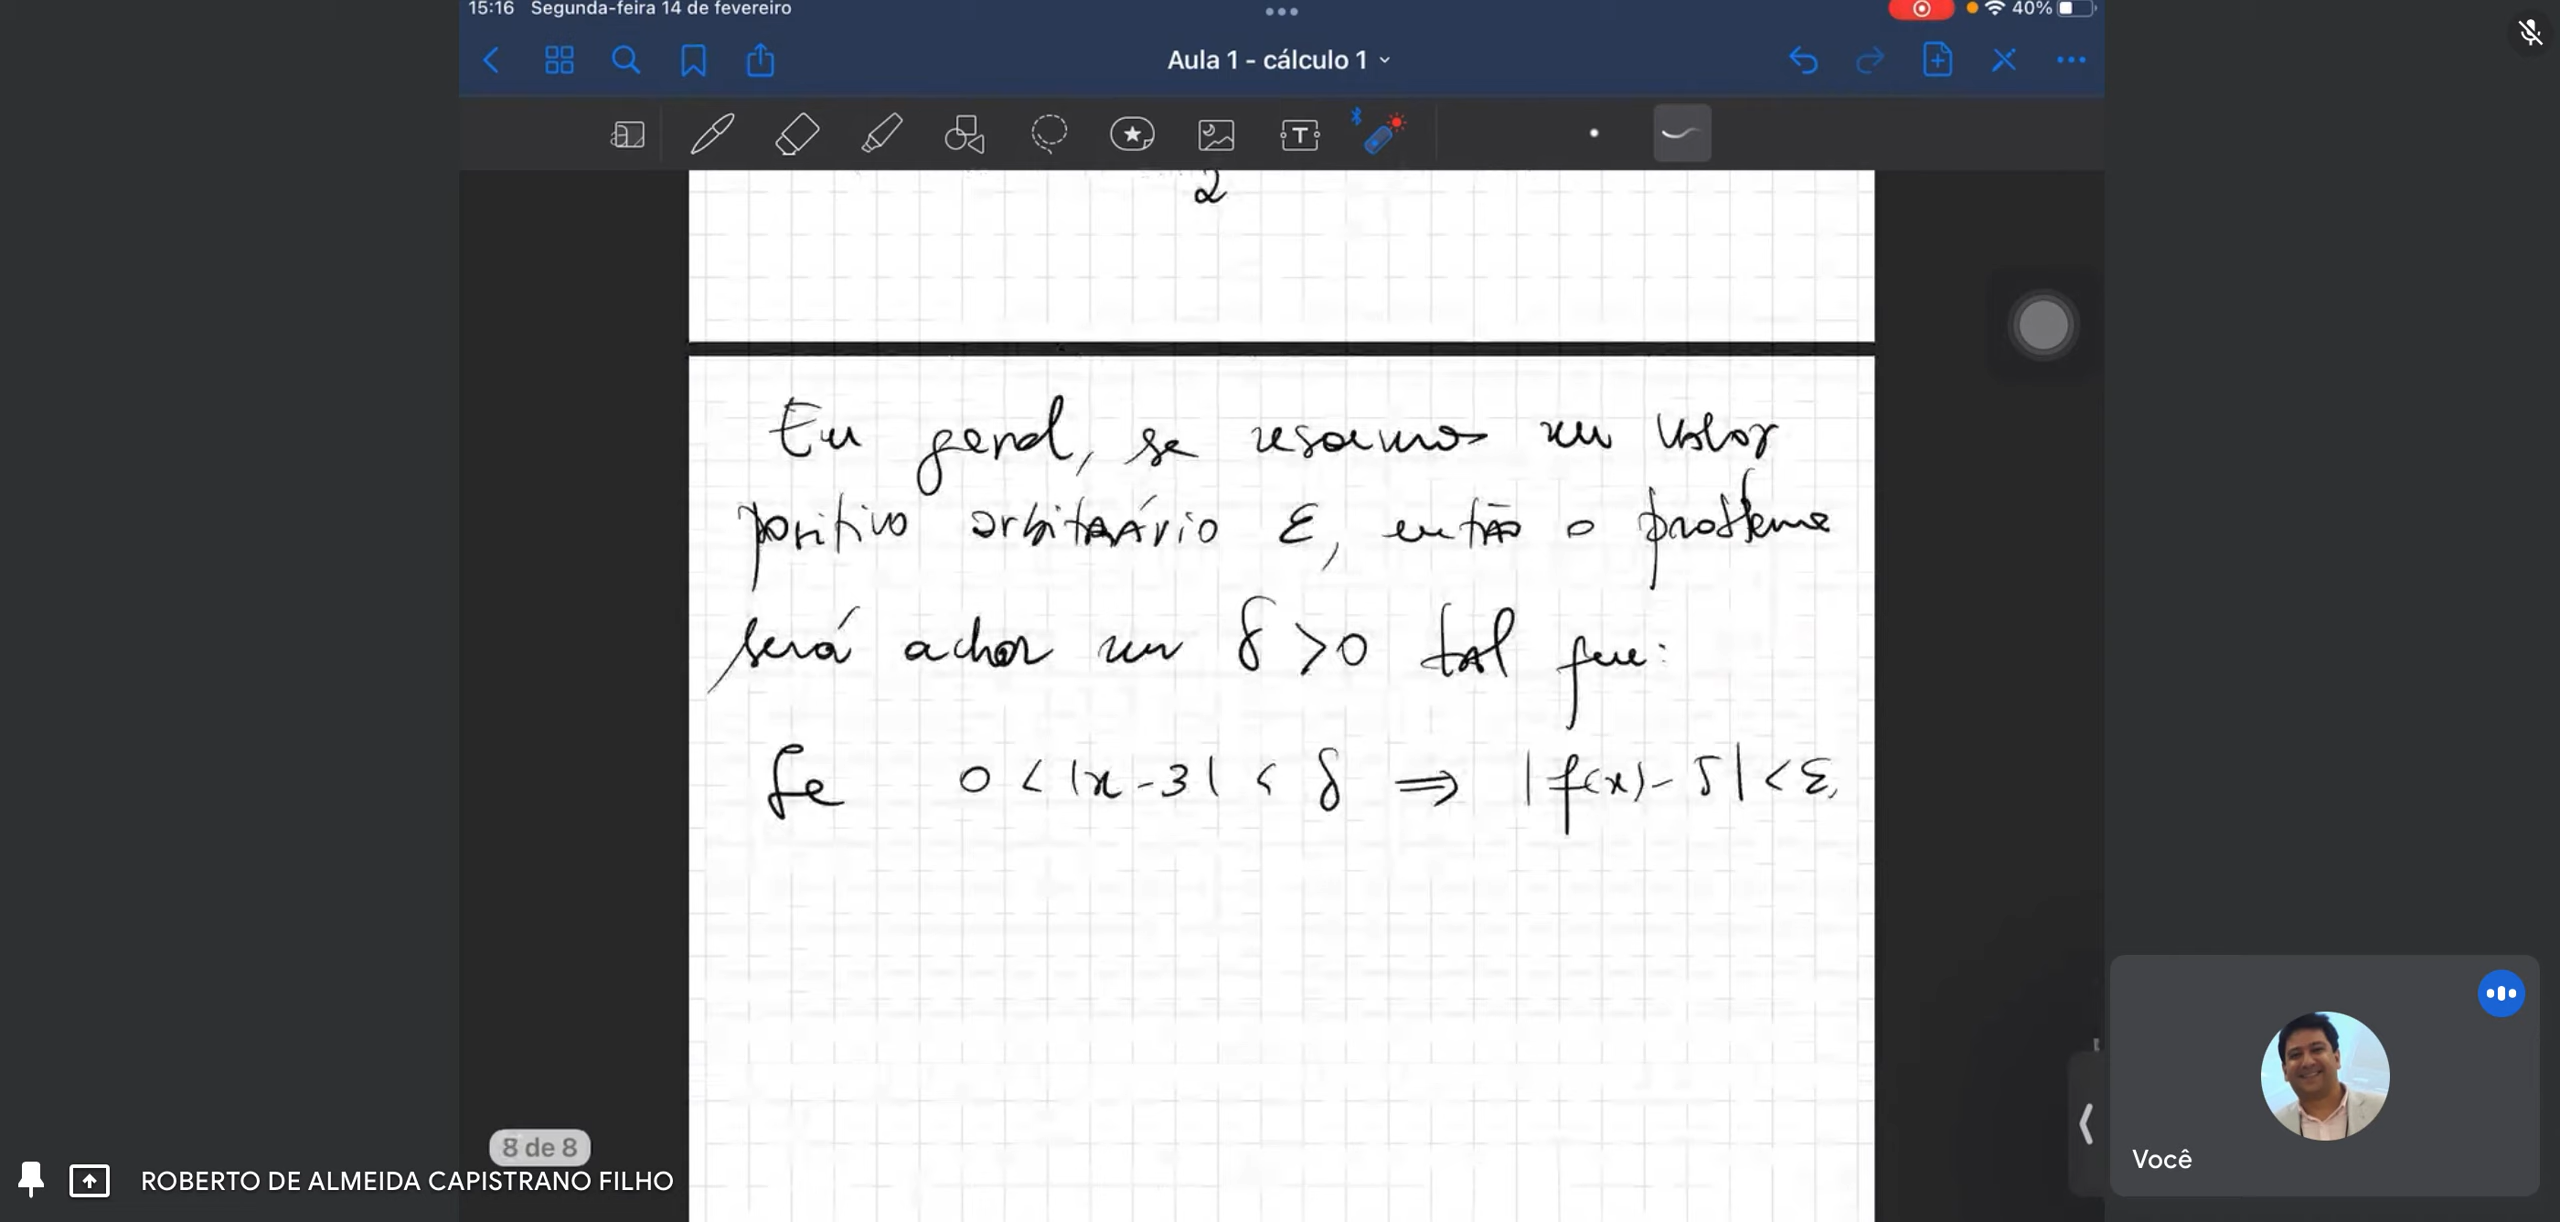 15:16 Segunda-feira 14 de fevereiro
40%
Aula 1 - cálculo 1
2
Em geral, se usarmos um valor
positivo arbitrário ε, então o problema
será achar um δ > 0 tal que:
Se 0 < |x - 3| < δ ⇒ |f(x) - 5| < ε,
8 de 8
ROBERTO DE ALMEIDA CAPISTRANO FILHO
Você